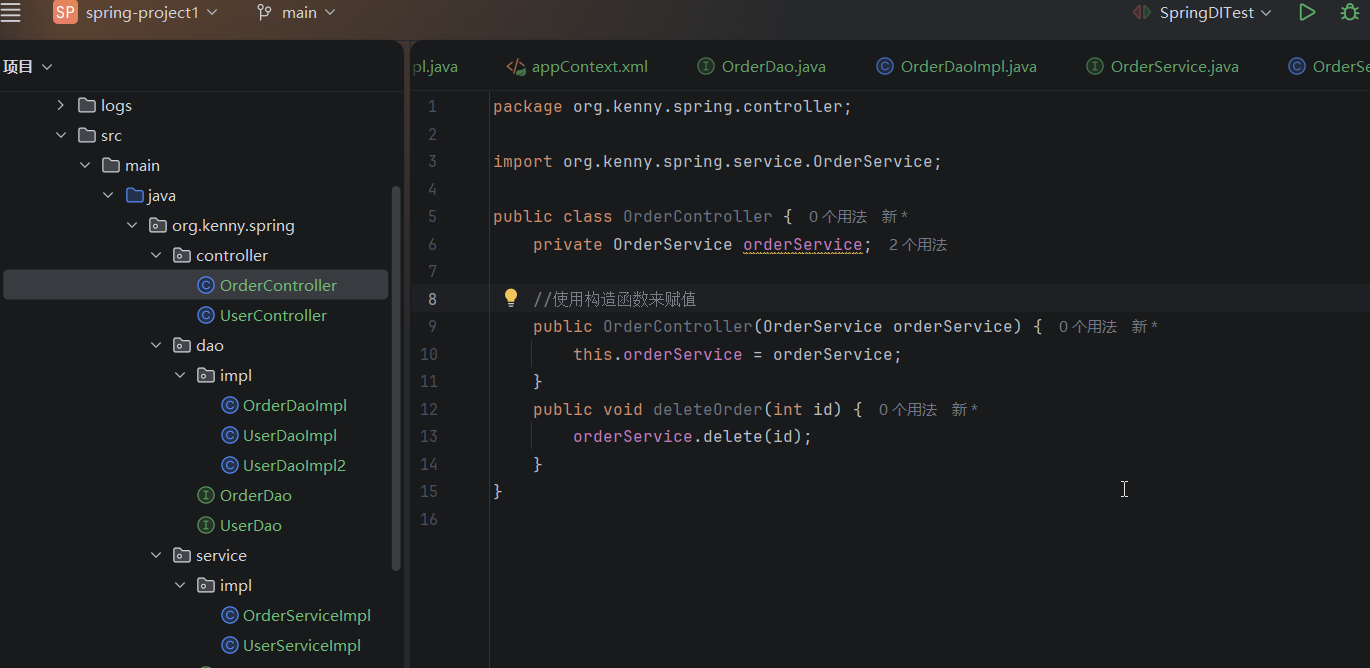 SP spring-project1 main SpringDITest
项目
pl.java appContext.xml OrderDao.java OrderDaoImpl.java OrderService.java OrderSe
logs
src
main
java
org.kenny.spring
controller
OrderController
UserController
dao
impl
OrderDaoImpl
UserDaoImpl
UserDaoImpl2
OrderDao
UserDao
service
impl
OrderServiceImpl
UserServiceImpl
1 package org.kenny.spring.controller;
2
3 import org.kenny.spring.service.OrderService;
4
5 public class OrderController { 0 个用法 新 *
6 private OrderService orderService; 2 个用法
7
8 //使用构造函数来赋值
9 public OrderController(OrderService orderService) { 0 个用法 新 *
10 this.orderService = orderService;
11 }
12 public void deleteOrder(int id) { 0 个用法 新 *
13 orderService.delete(id);
14 }
15 }
16